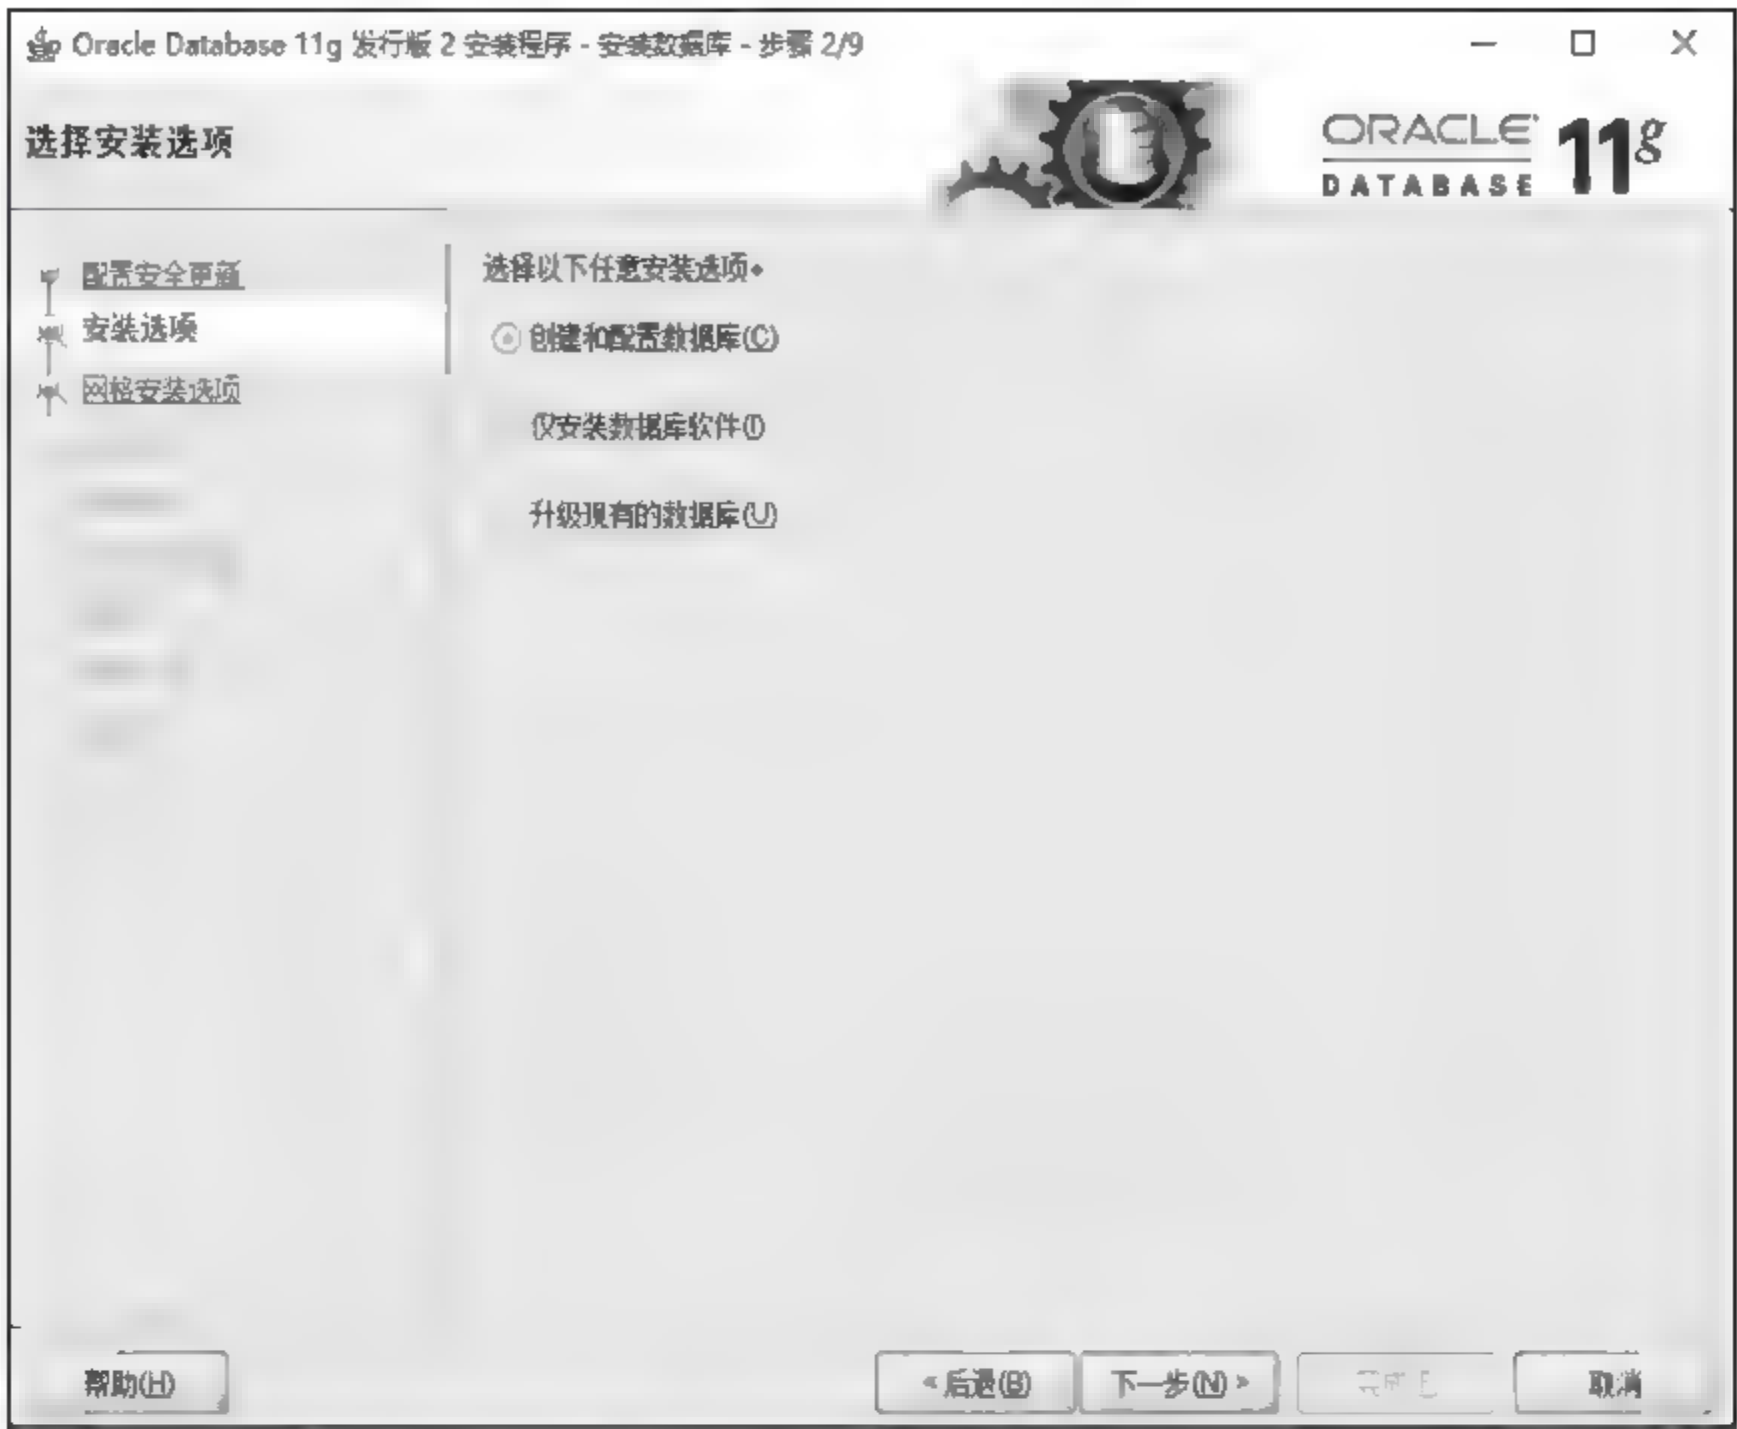 Oracle Database 11g 发行版 2 安装程序 - 安装数据库 - 步骤 2/9
选择安装选项
ORACLE
DATABASE 11g
配置安全更新
安装选项
网格安装选项
选择以下任意安装选项。
创建和配置数据库(C)
仅安装数据库软件(I)
升级现有的数据库(U)
帮助(H)
< 后退(B)
下一步(N) >
取消